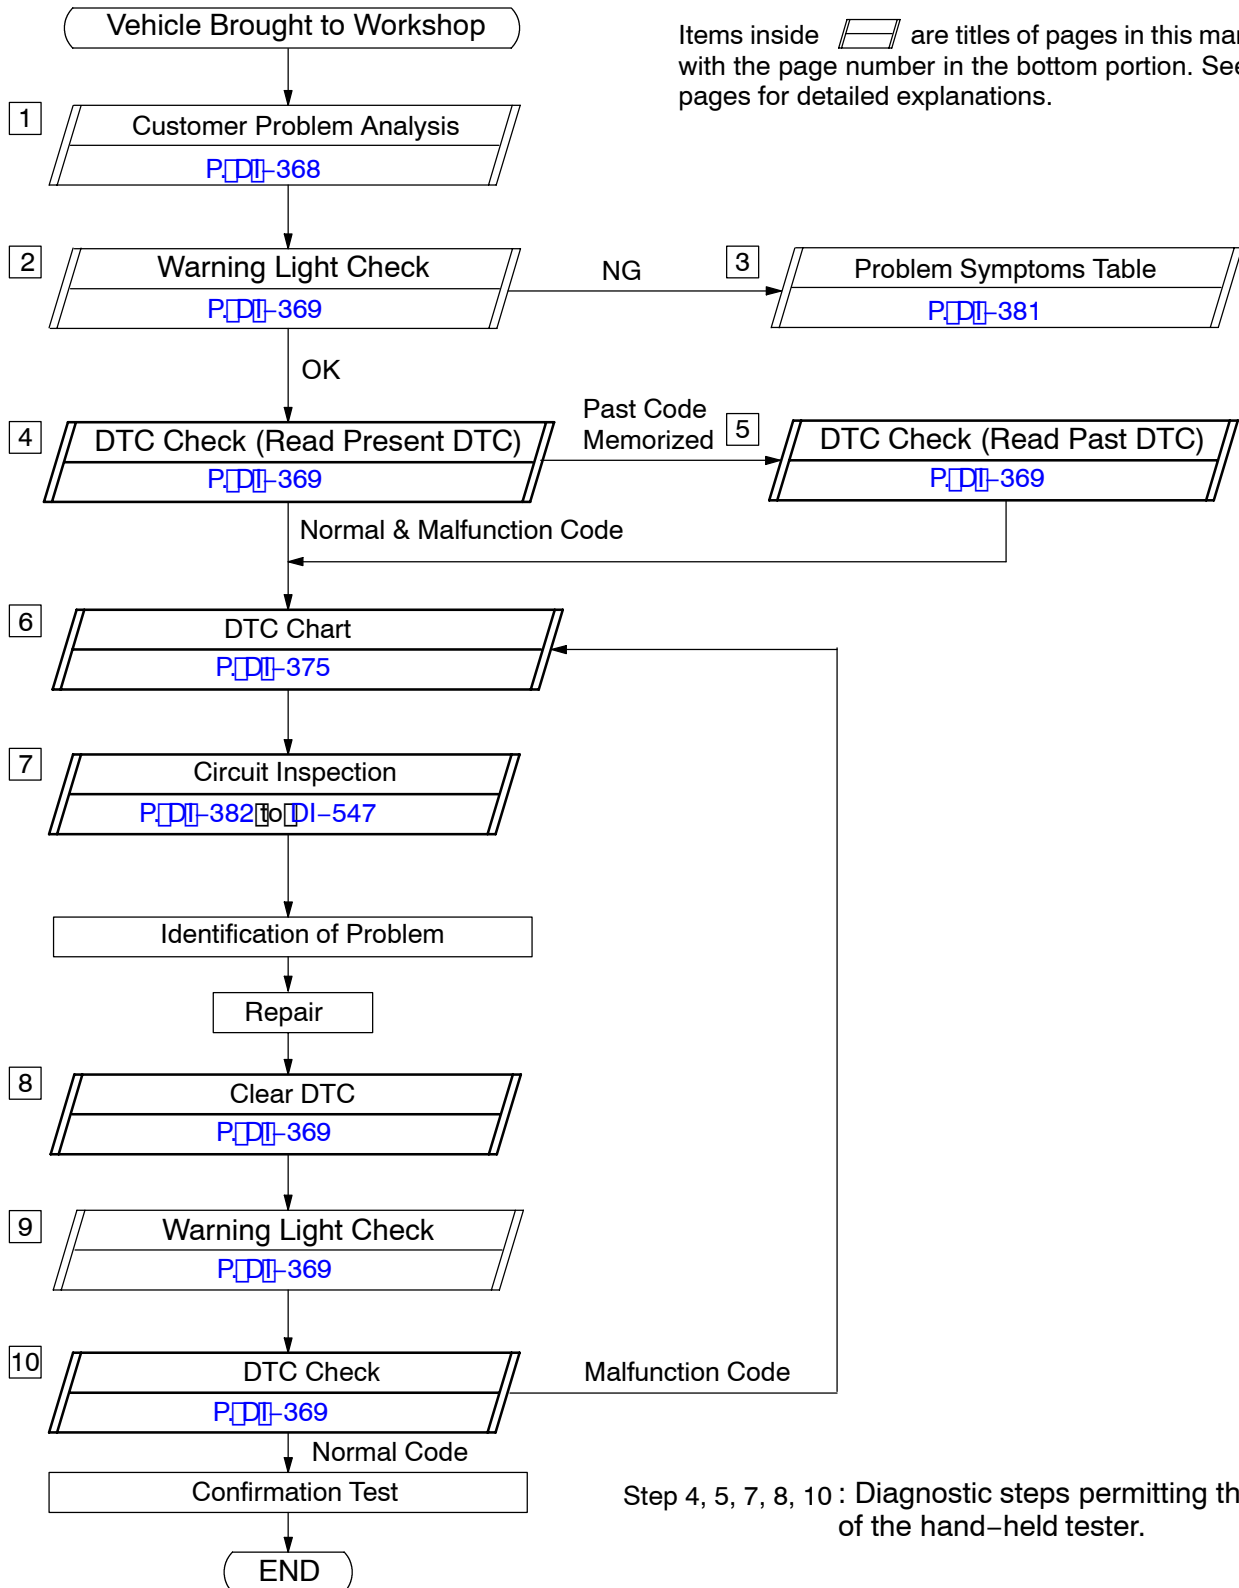 Vehicle Brought to Workshop
Items inside are titles of pages in this
with the page number in the bottom portion.
pages for detailed explanations.
1
Customer Problem Analysis
P. DI–368
2
Warning Light Check
P. DI–369
NG
3
Problem Symptoms Table
P. DI–381
OK
4
DTC Check (Read Present DTC)
P. DI–369
Past Code
Memorized
5
DTC Check (Read Past DTC)
P. DI–369
Normal & Malfunction Code
6
DTC Chart
P. DI–375
7
Circuit Inspection
P. DI–382 to DI–547
Identification of Problem
Repair
8
Clear DTC
P. DI–369
9
Warning Light Check
P. DI–369
10
DTC Check
P. DI–369
Malfunction Code
Normal Code
Confirmation Test
Step 4, 5, 7, 8, 10 : Diagnostic steps permitting
of the hand–held tester.
END